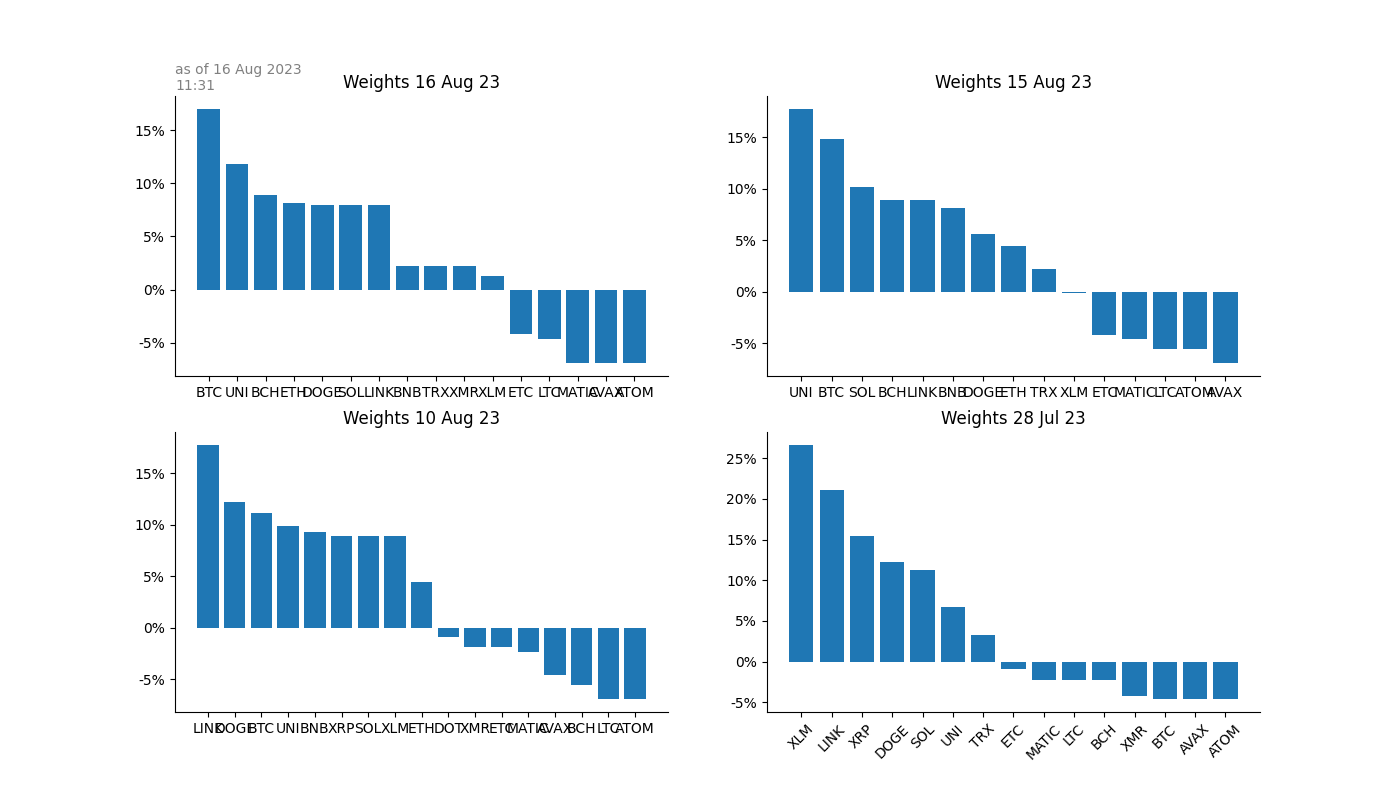 as of 16 Aug 2023
11:31
Weights 16 Aug 23
15%
10%
5%
0%
-5%
BTC UNI BCH ETH DOGE SOL LINK BNB TRX XMR XLM ETC LTC MATIC AVAX ATOM
Weights 15 Aug 23
15%
10%
5%
0%
-5%
UNI BTC SOL BCH LINK BNB DOGE ETH TRX XLM ETC MATIC LTC ATOM AVAX
Weights 10 Aug 23
15%
10%
5%
0%
-5%
LINK DOGE BTC UNI BNB XRP SOL XLM ETH DOT XMR ETC MATIC AVAX BCH LTC ATOM
Weights 28 Jul 23
25%
20%
15%
10%
5%
0%
-5%
XLM LINK XRP DOGE SOL UNI TRX ETC MATIC LTC BCH XMR BTC AVAX ATOM